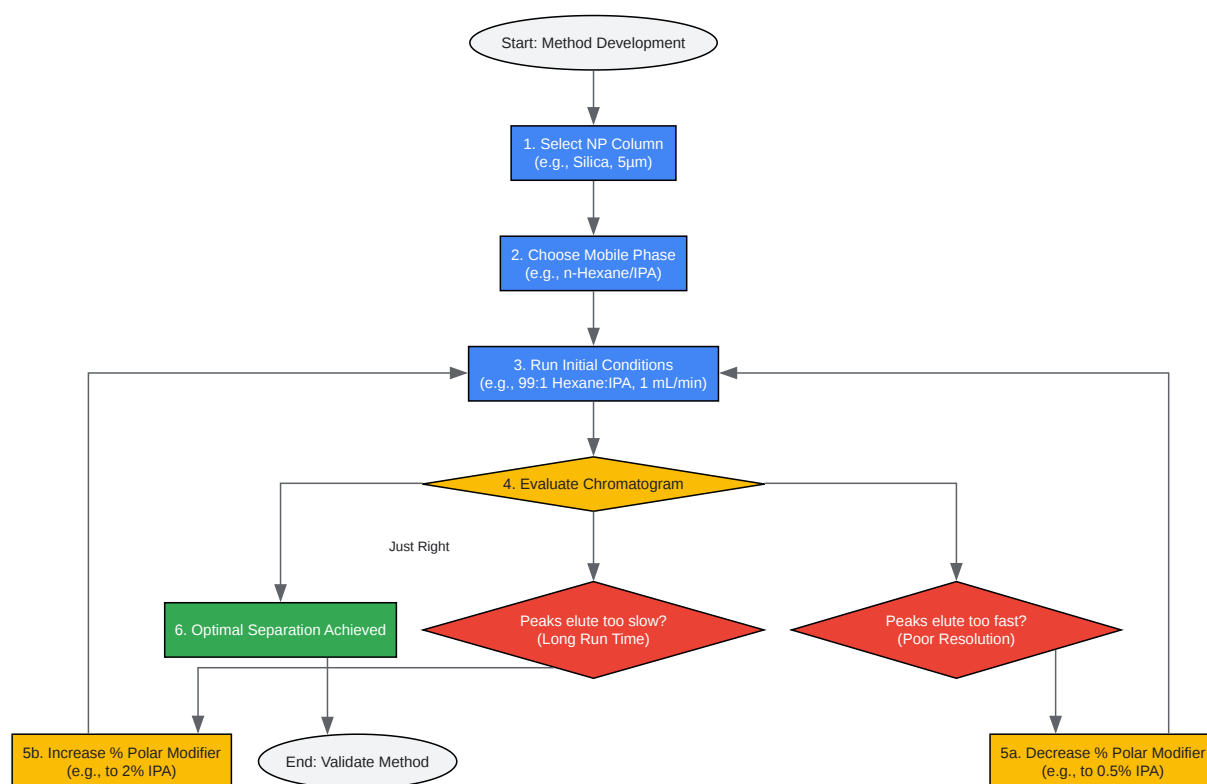 Start: Method Development
1. Select NP Column
(e.g., Silica, 5µm)
2. Choose Mobile Phase
(e.g., n-Hexane/IPA)
3. Run Initial Conditions
(e.g., 99:1 Hexane:IPA, 1 mL/min)
4. Evaluate Chromatogram
Just Right
6. Optimal Separation Achieved
Peaks elute too slow?
(Long Run Time)
Peaks elute too fast?
(Poor Resolution)
5b. Increase % Polar Modifier
(e.g., to 2% IPA)
End: Validate Method
5a. Decrease % Polar Modifier
(e.g., to 0.5% IPA)